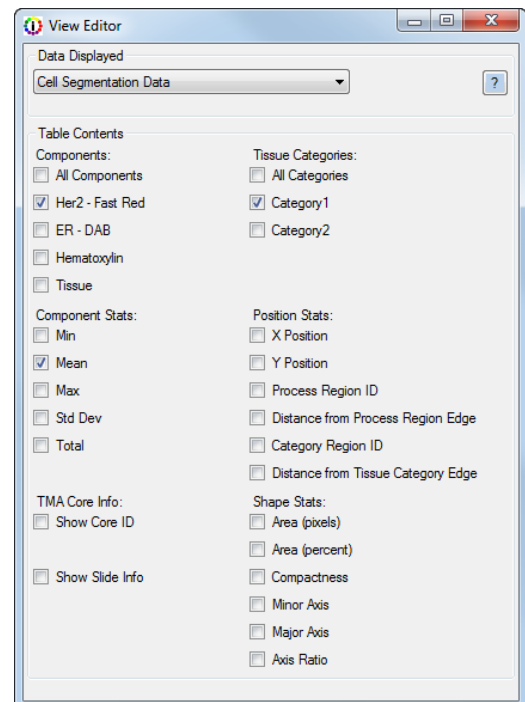 View Editor
Data Displayed
Cell Segmentation Data
?
Table Contents
Components:
All Components
Her2 - Fast Red
ER - DAB
Hematoxylin
Tissue
Tissue Categories:
All Categories
Category1
Category2
Component Stats:
Min
Mean
Max
Std Dev
Total
Position Stats:
X Position
Y Position
Process Region ID
Distance from Process Region Edge
Category Region ID
Distance from Tissue Category Edge
TMA Core Info:
Show Core ID
Show Slide Info
Shape Stats:
Area (pixels)
Area (percent)
Compactness
Minor Axis
Major Axis
Axis Ratio